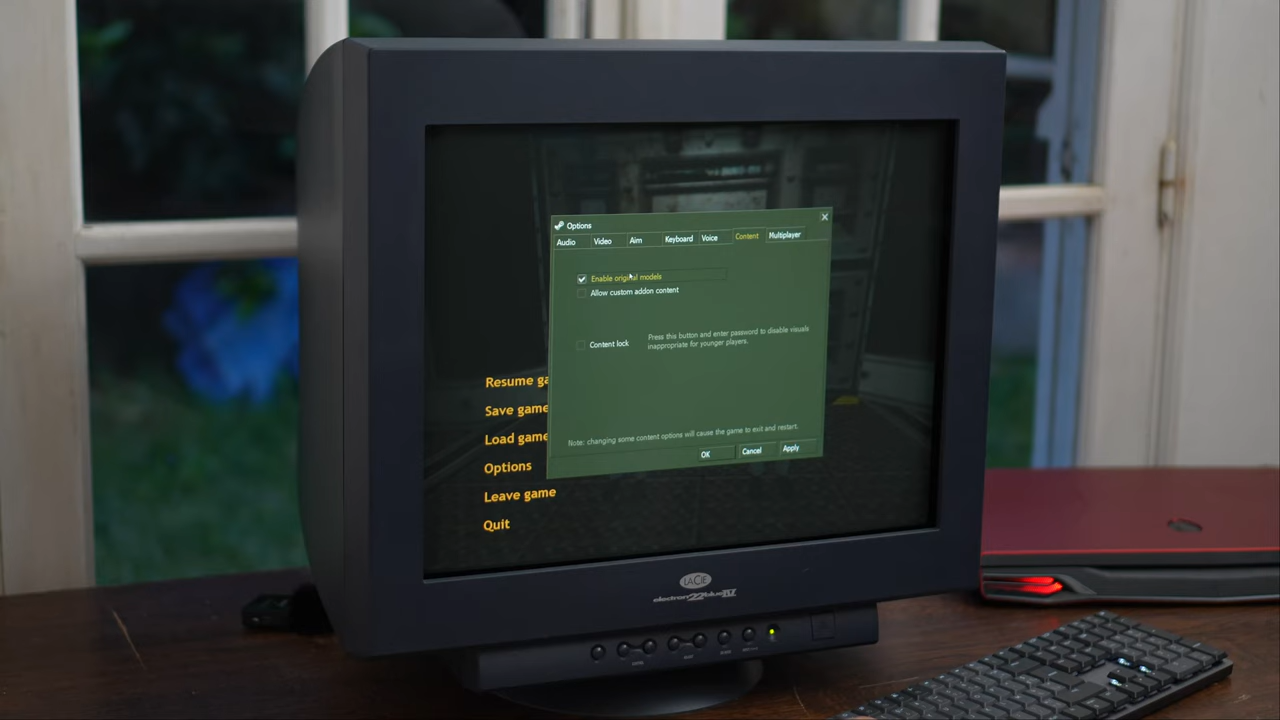 Options
Audio Video Aim Keyboard Voice Content Multiplayer
Enable original models
Allow custom addon content
Content lock
Press this button and enter password to disable visuals
inappropriate for younger players.
Note: changing some content options will cause the game to exit and restart.
OK Cancel Apply
Resume ga
Save game
Load game
Options
Leave game
Quit
LACIE
electron22blueIV